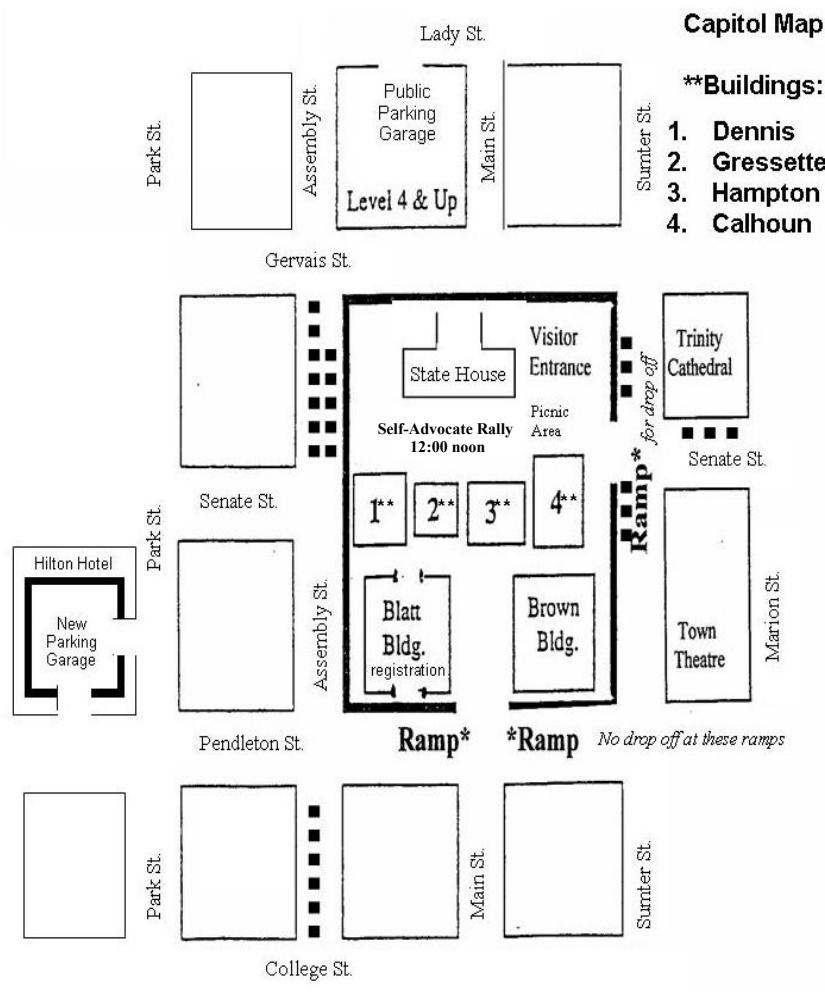 Capitol Map
Lady St.
**Buildings:
1. Dennis
2. Gressette
3. Hampton
4. Calhoun
Park St.
Assembly St.
Public
Parking
Garage
Level 4 & Up
Main St.
Sumter St.
Gervais St.
State House
Visitor
Entrance
Trinity
Cathedral
for drop off
Ramp*
Picnic
Area
Self-Advocate Rally
12:00 noon
Senate St.
Senate St.
1**
2**
3**
4**
Park St.
Hilton Hotel
New
Parking
Garage
Assembly St.
Blatt
Bldg.
registration
Brown
Bldg.
Town
Theatre
Marion St.
Pendleton St.
Ramp*
*Ramp
No drop off at these ramps
Park St.
Main St.
Sumter St.
College St.